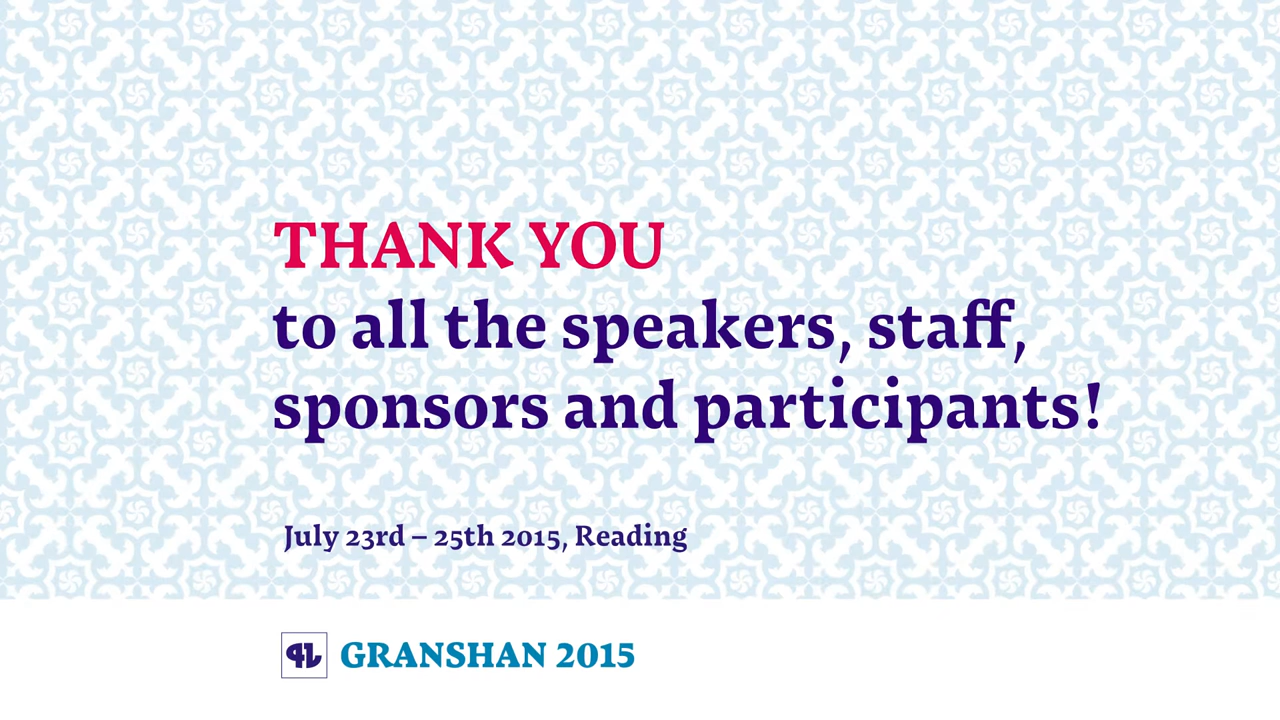 THANK YOU
to all the speakers, staff,
sponsors and participants!
July 23rd – 25th 2015, Reading
GRANSHAN 2015